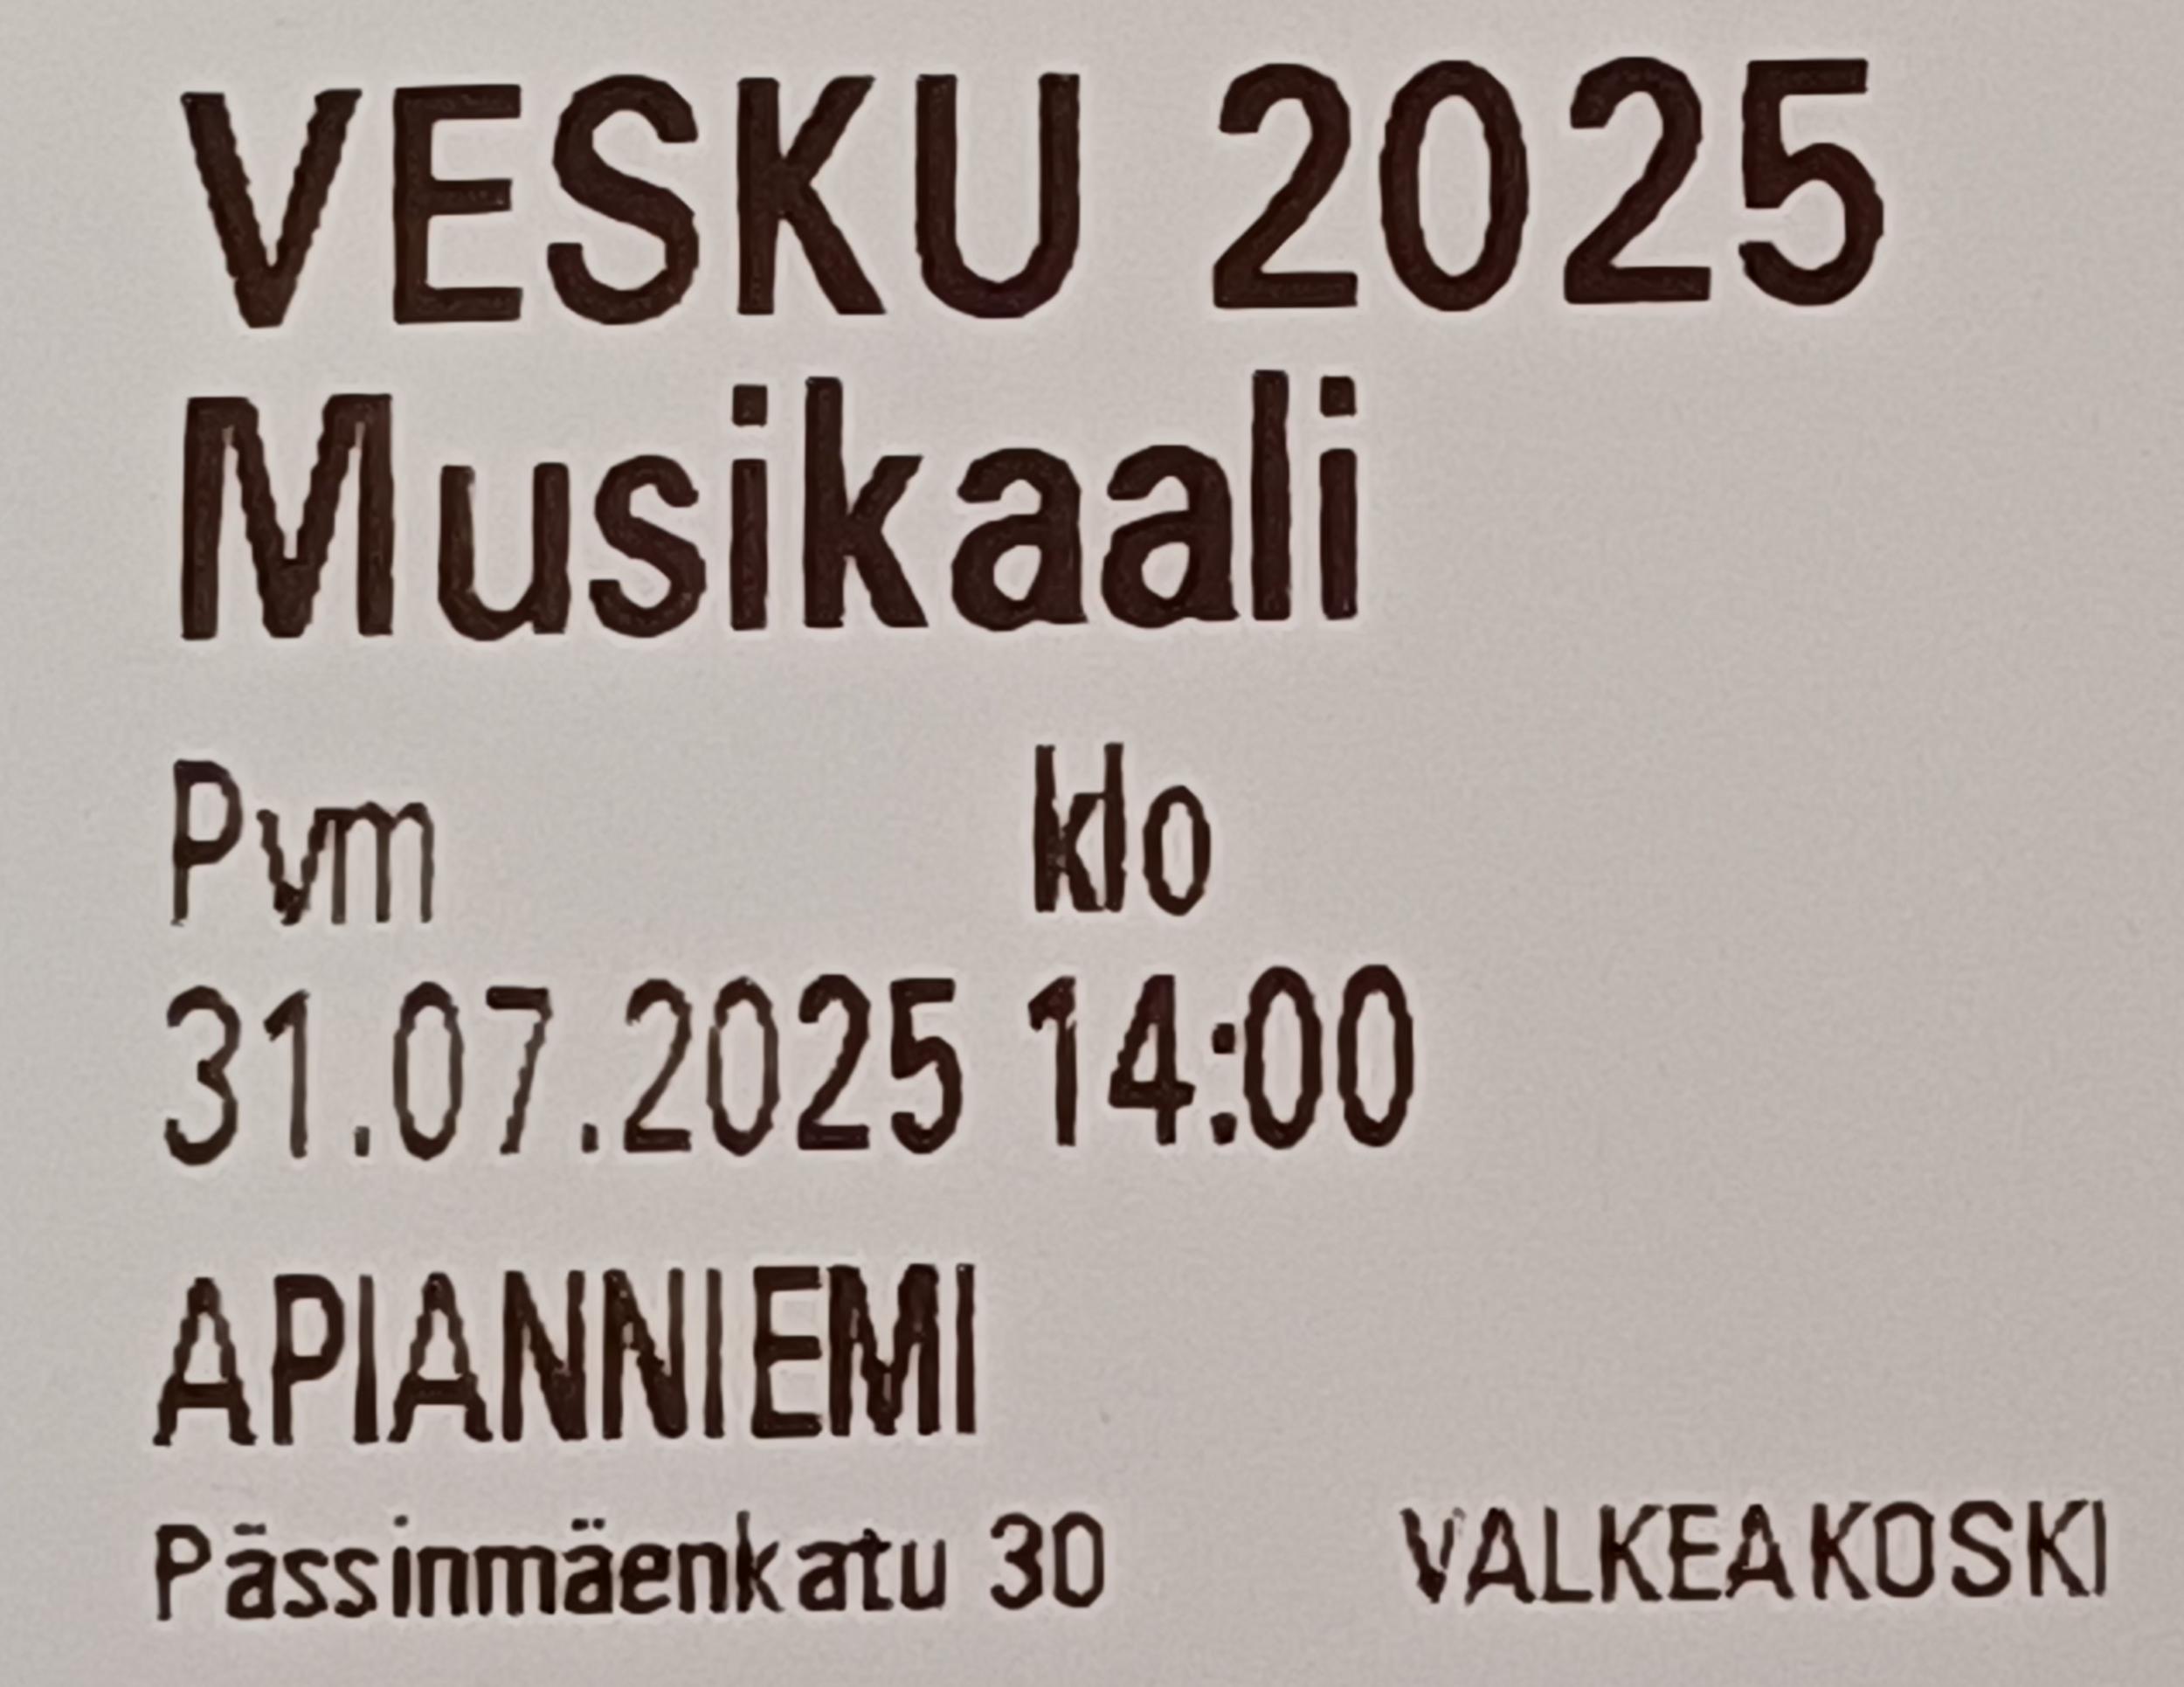 VESKU 2025
Musikaali
Pvm klo
31.07.2025 14:00
APIANNIEMI
Pässinmäenkatu 30 VALKEAKOSKI